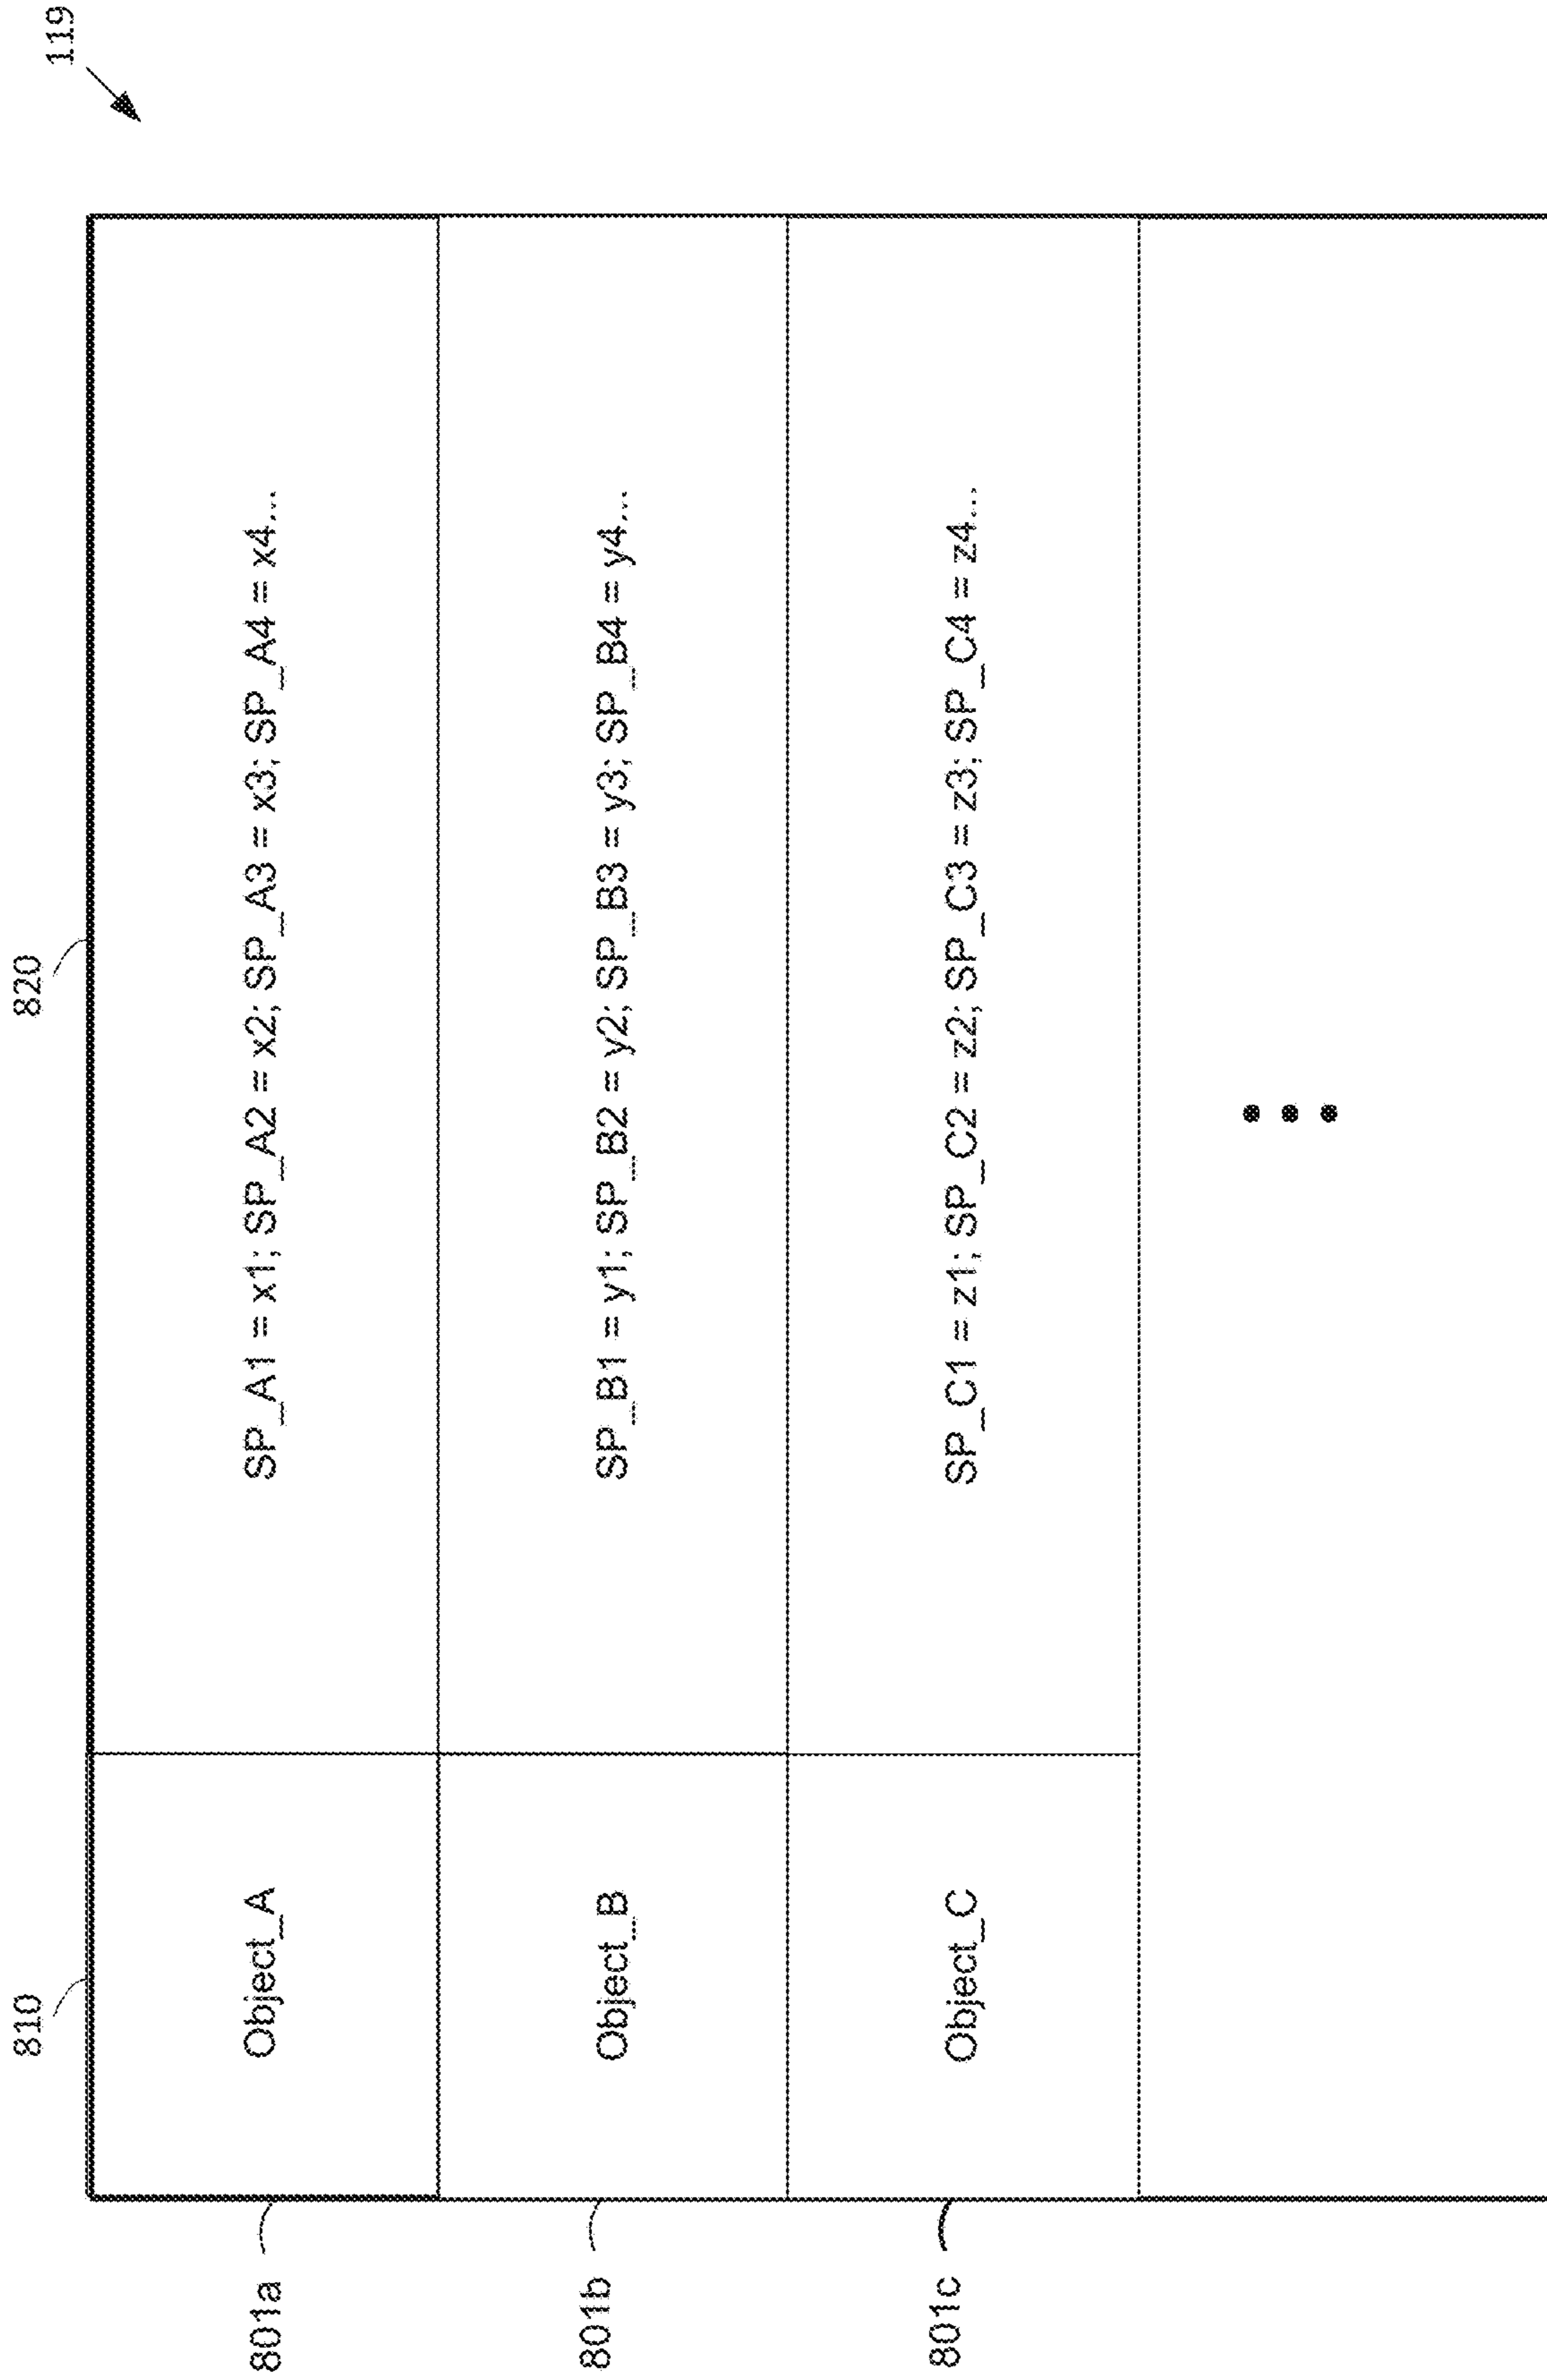 119
810
820
801a
Object_A
SP_A1 = x1; SP_A2 = x2; SP_A3 = x3; SP_A4 = x4...
801b
Object_B
SP_B1 = y1; SP_B2 = y2; SP_B3 = y3; SP_B4 = y4...
801c
Object_C
SP_C1 = z1; SP_C2 = z2; SP_C3 = z3; SP_C4 = z4...